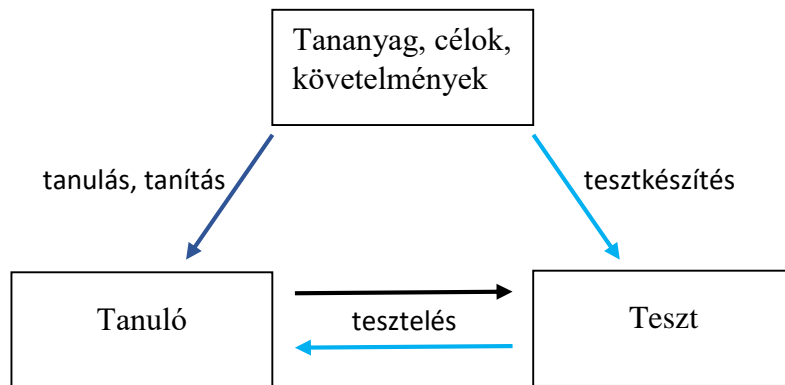 Tananyag, célok,
követelmények
tanulás, tanítás
tesztkészítés
Tanuló
tesztelés
Teszt